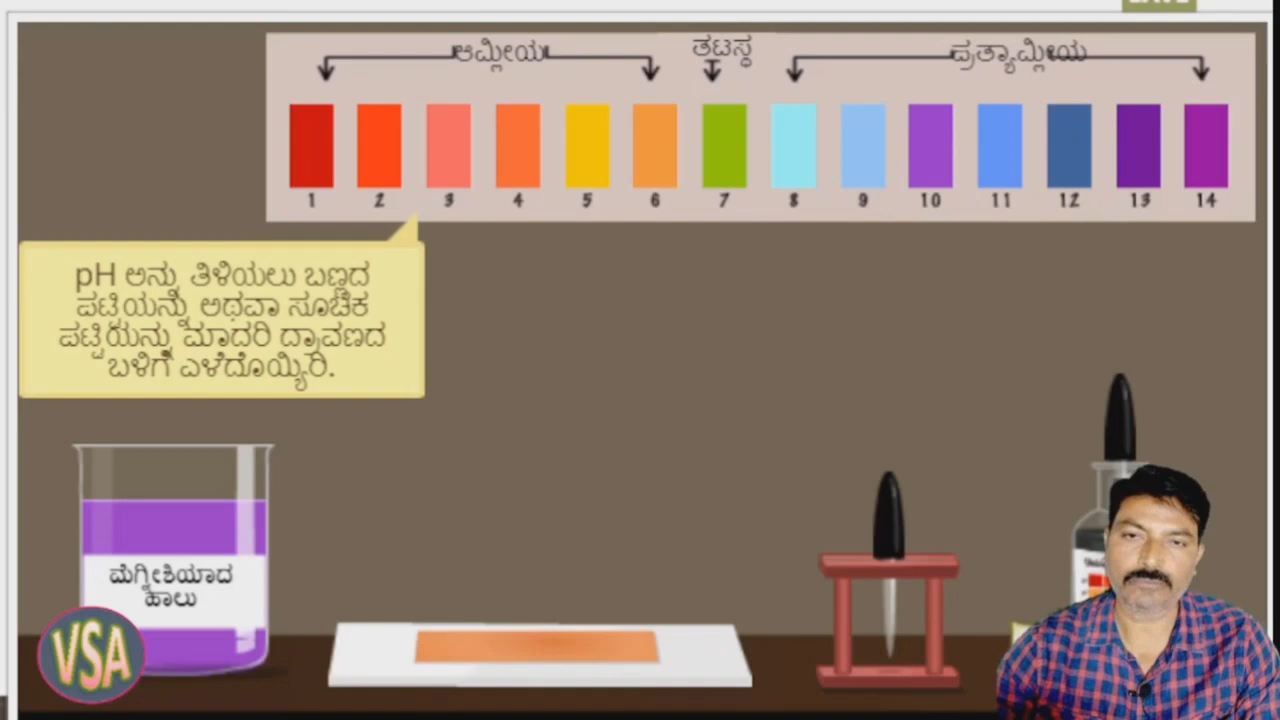 ಆಮ್ಲೀಯ ತಟಸ್ಥ ಪ್ರತ್ಯಾಮ್ಲೀಯ
1 2 3 4 5 6 7 8 9 10 11 12 13 14
pH ಅನ್ನು ತಿಳಿಯಲು ಬಣ್ಣದ
ಪಟ್ಟಿಯನ್ನು ಅಥವಾ ಸೂಚಕ
ಪಟ್ಟಿಯನ್ನು ಮಾದರಿ ದ್ರಾವಣದ
ಬಳಿಗೆ ಎಳೆದೊಯ್ಯಿರಿ.
ಮೆಗ್ನೀಶಿಯಾದ
ಹಾಲು
VSA